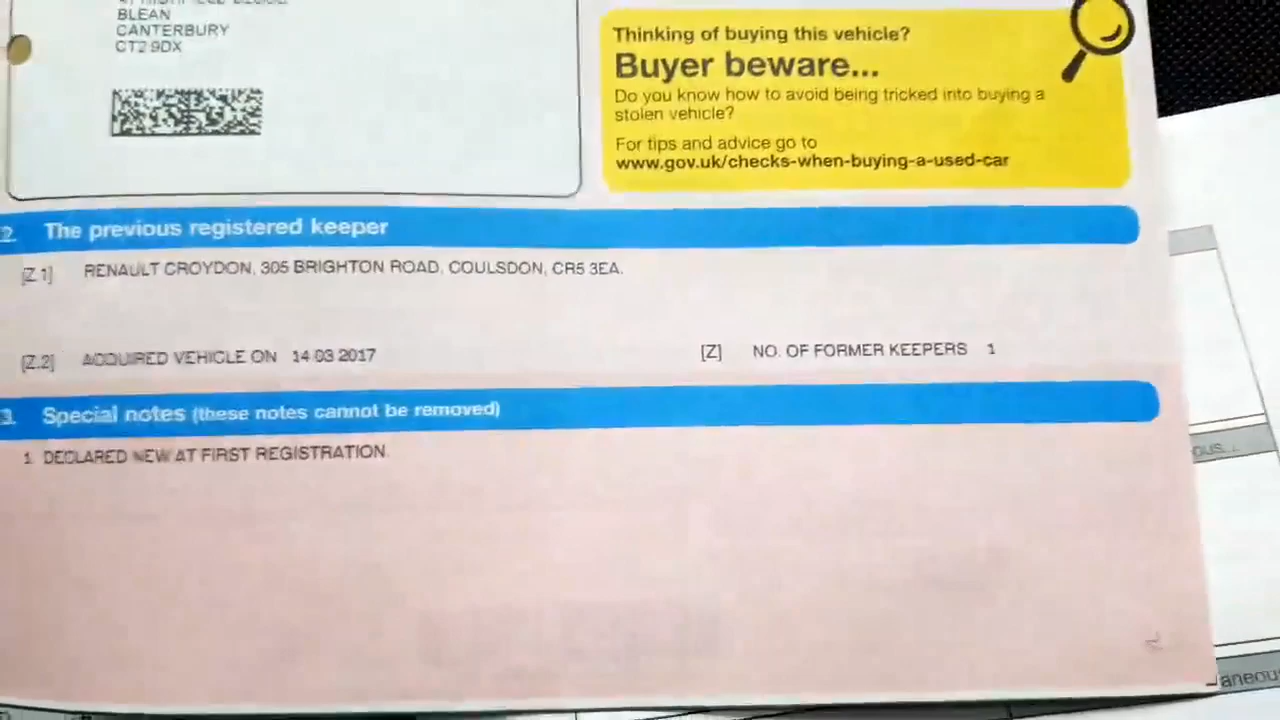 BLEAN
CANTERBURY
CT2 9DX
Thinking of buying this vehicle?
Buyer beware...
Do you know how to avoid being tricked into buying a
stolen vehicle?
For tips and advice go to
www.gov.uk/checks-when-buying-a-used-car
2. The previous registered keeper
[Z.1] RENAULT CROYDON, 305 BRIGHTON ROAD, COULSDON, CR5 3EA.
[Z.2] ACQUIRED VEHICLE ON 14 03 2017
[Z] NO. OF FORMER KEEPERS 1
3. Special notes (these notes cannot be removed)
1. DECLARED NEW AT FIRST REGISTRATION.